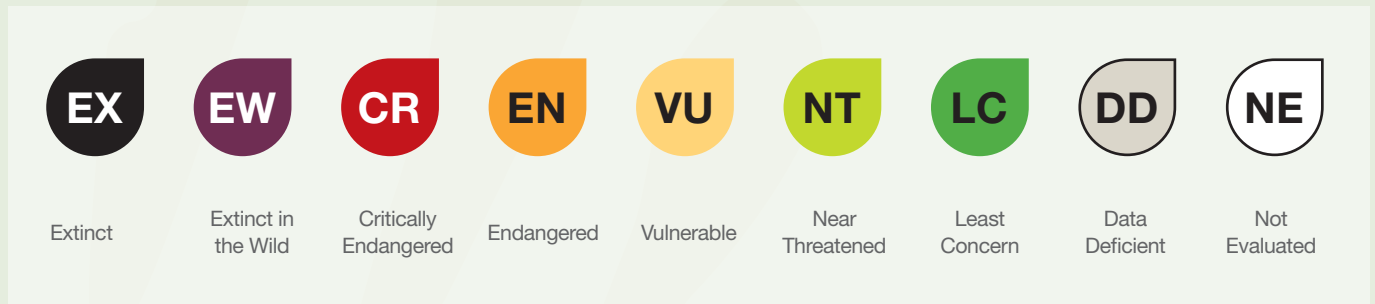 EX EW CR EN VU NT LC DD NE
Extinct
Extinct in
the Wild
Critically
Endangered
Endangered
Vulnerable
Near
Threatened
Least
Concern
Data
Deficient
Not
Evaluated